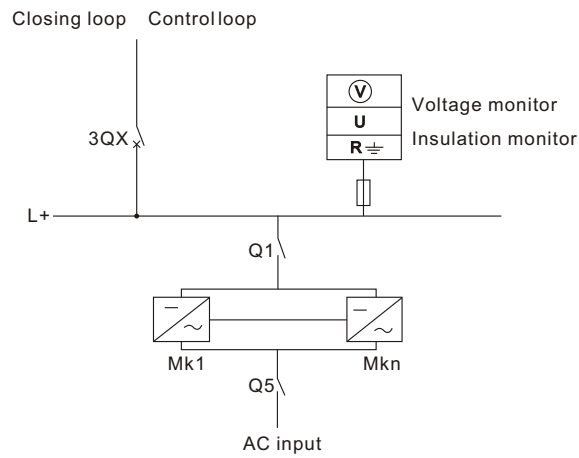 Closing loop Control loop
V
U
R
Voltage monitor
Insulation monitor
3QX
L+
Q1
Mk1
Mkn
Q5
AC input